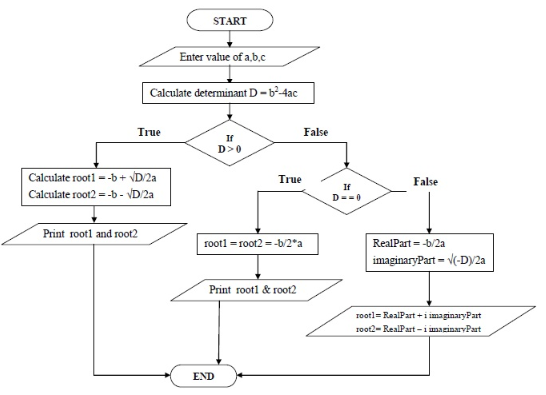 START
Enter value of a,b,c
Calculate determinant D = b²-4ac
True
If
D > 0
False
Calculate root1 = -b + √D/2a
Calculate root2 = -b - √D/2a
True
If
D = = 0
False
Print root1 and root2
root1 = root2 = -b/2*a
RealPart = -b/2a
imaginaryPart = √(-D)/2a
Print root1 & root2
root1= RealPart + i imaginaryPart
root2= RealPart – i imaginaryPart
END